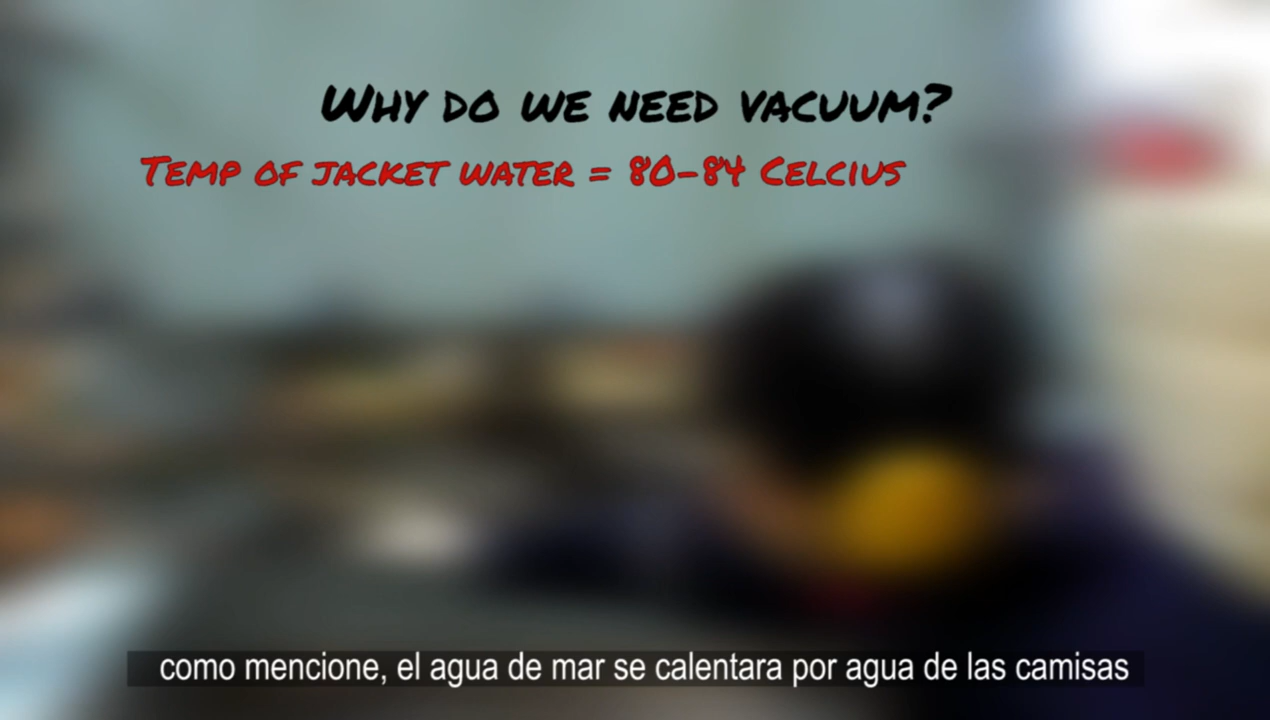 Why do we need vacuum?
Temp of jacket water = 80-84 Celcius
como mencione, el agua de mar se calentara por agua de las camisas